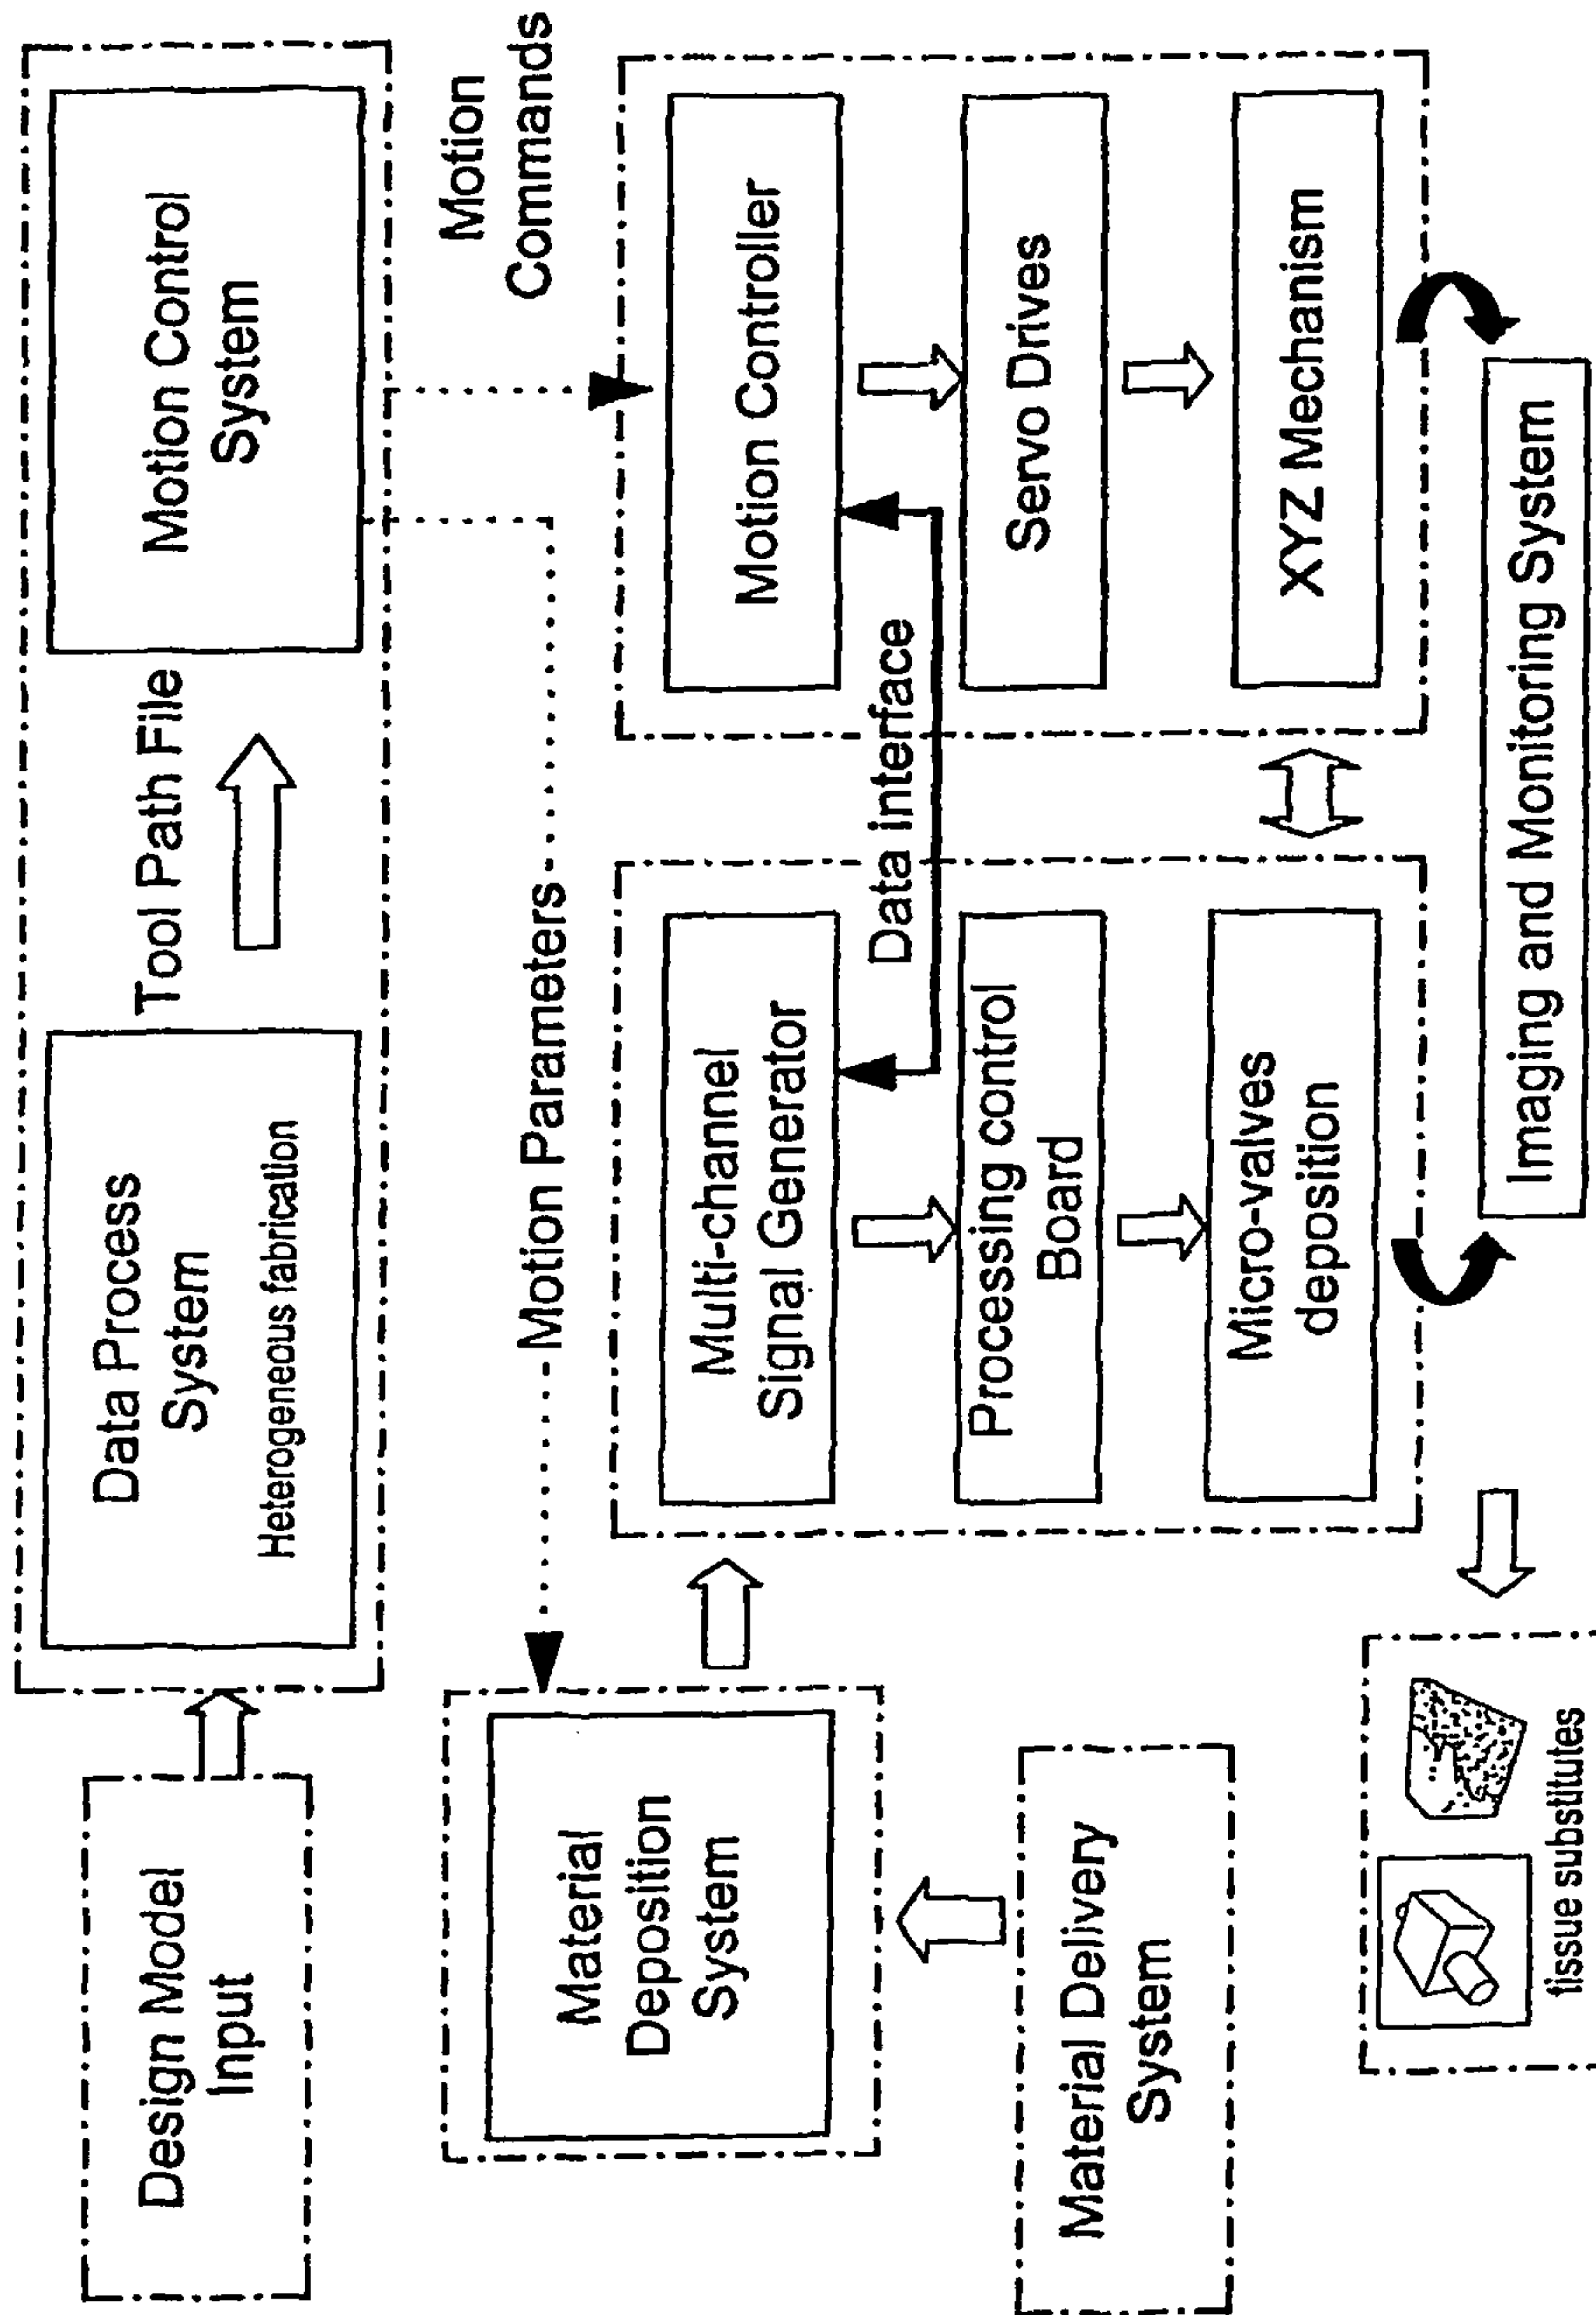 Design Model
Input
Data Process
System
Heterogeneous fabrication
Tool Path File
Motion Control
System
Motion
Commands
Motion Parameters
Material
Deposition
System
Multi-channel
Signal Generator
Data interface
Motion Controller
Processing control
Board
Servo Drives
Material Delivery
System
Micro-valves
deposition
XYZ Mechanism
Imaging and Monitoring System
tissue substitutes